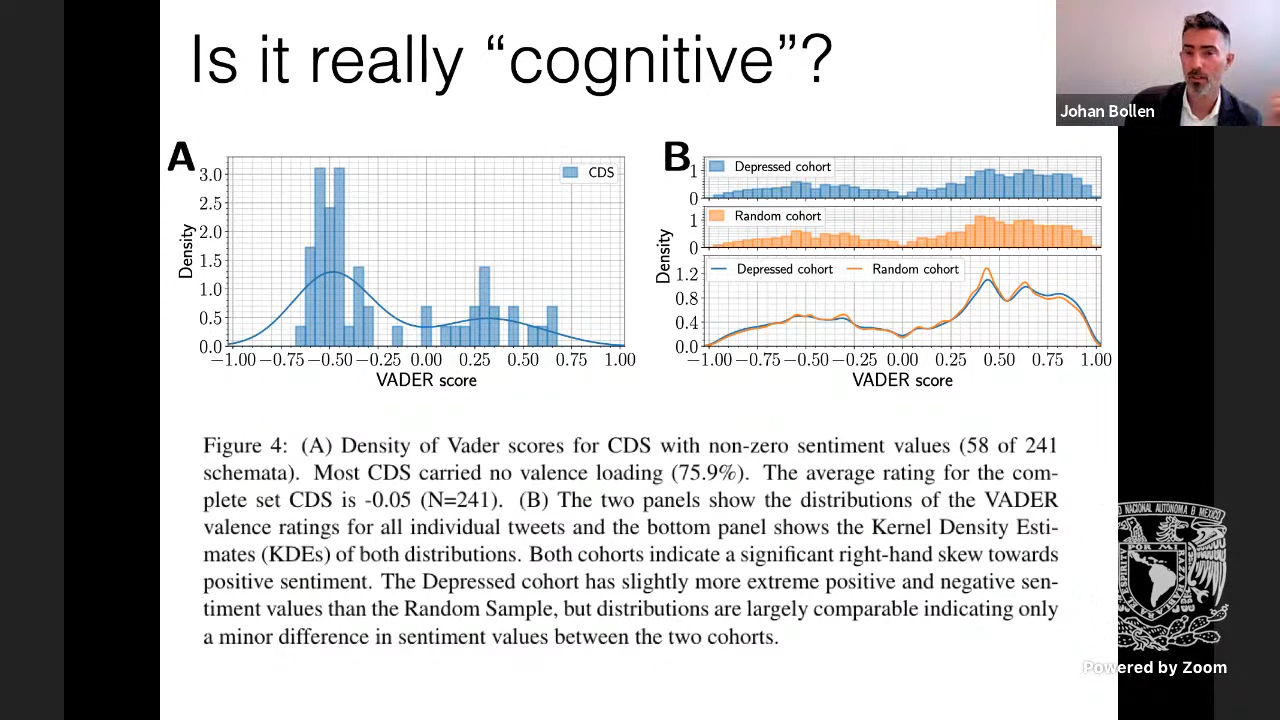 Is it really “cognitive”?
Johan Bollen
A
3.0
2.5
2.0
1.5
1.0
0.5
0.0
Density
CDS
−1.00 −0.75 −0.50 −0.25 0.00 0.25 0.50 0.75 1.00
VADER score
B
1
0
Depressed cohort
1
0
Random cohort
Density
1.2
0.8
0.4
0.0
Depressed cohort Random cohort
−1.00 −0.75 −0.50 −0.25 0.00 0.25 0.50 0.75 1.00
VADER score
Figure 4: (A) Density of Vader scores for CDS with non-zero sentiment values (58 of 241
schemata). Most CDS carried no valence loading (75.9%). The average rating for the com-
plete set CDS is -0.05 (N=241). (B) The two panels show the distributions of the VADER
valence ratings for all individual tweets and the bottom panel shows the Kernel Density Esti-
mates (KDEs) of both distributions. Both cohorts indicate a significant right-hand skew towards
positive sentiment. The Depressed cohort has slightly more extreme positive and negative sen-
timent values than the Random Sample, but distributions are largely comparable indicating only
a minor difference in sentiment values between the two cohorts.
NACIONAL AUTONOMA
Powered by Zoom